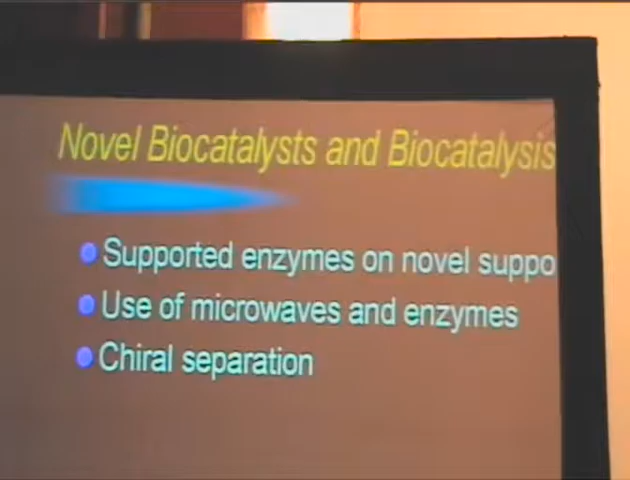 Novel Biocatalysts and Biocatalysis
Supported enzymes on novel suppo
Use of microwaves and enzymes
Chiral separation